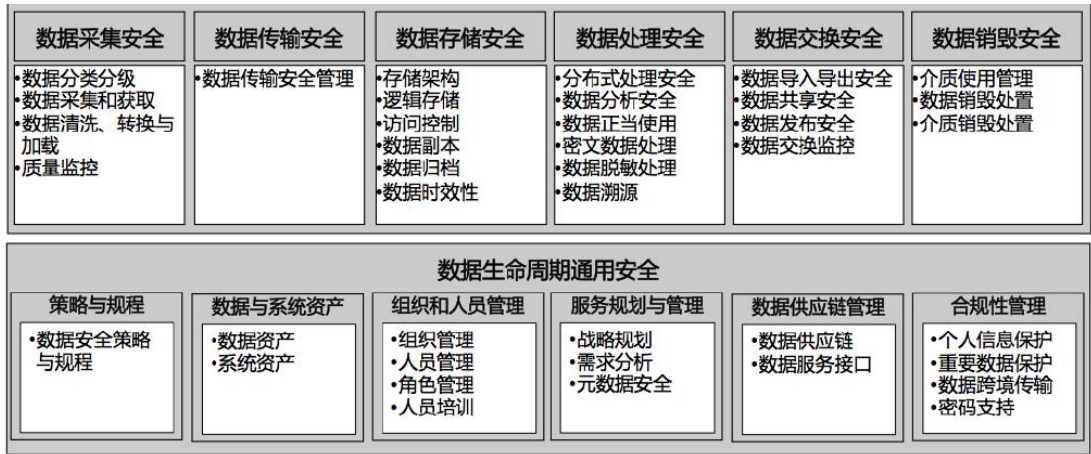 数据采集安全
•数据分类分级
•数据采集和获取
•数据清洗、转换与
加载
•质量监控
数据传输安全
•数据传输安全管理
数据存储安全
•存储架构
•逻辑存储
•访问控制
•数据副本
•数据归档
•数据时效性
数据处理安全
•分布式处理安全
•数据分析安全
•数据正当使用
•密文数据处理
•数据脱敏处理
•数据溯源
数据交换安全
•数据导入导出安全
•数据共享安全
•数据发布安全
•数据交换监控
数据销毁安全
•介质使用管理
•数据销毁处置
•介质销毁处置
数据生命周期通用安全
策略与规程
•数据安全策略
与规程
数据与系统资产
•数据资产
•系统资产
组织和人员管理
•组织管理
•人员管理
•角色管理
•人员培训
服务规划与管理
•战略规划
•需求分析
•元数据安全
数据供应链管理
•数据供应链
•数据服务接口
合规性管理
•个人信息保护
•重要数据保护
•数据跨境传输
•密码支持